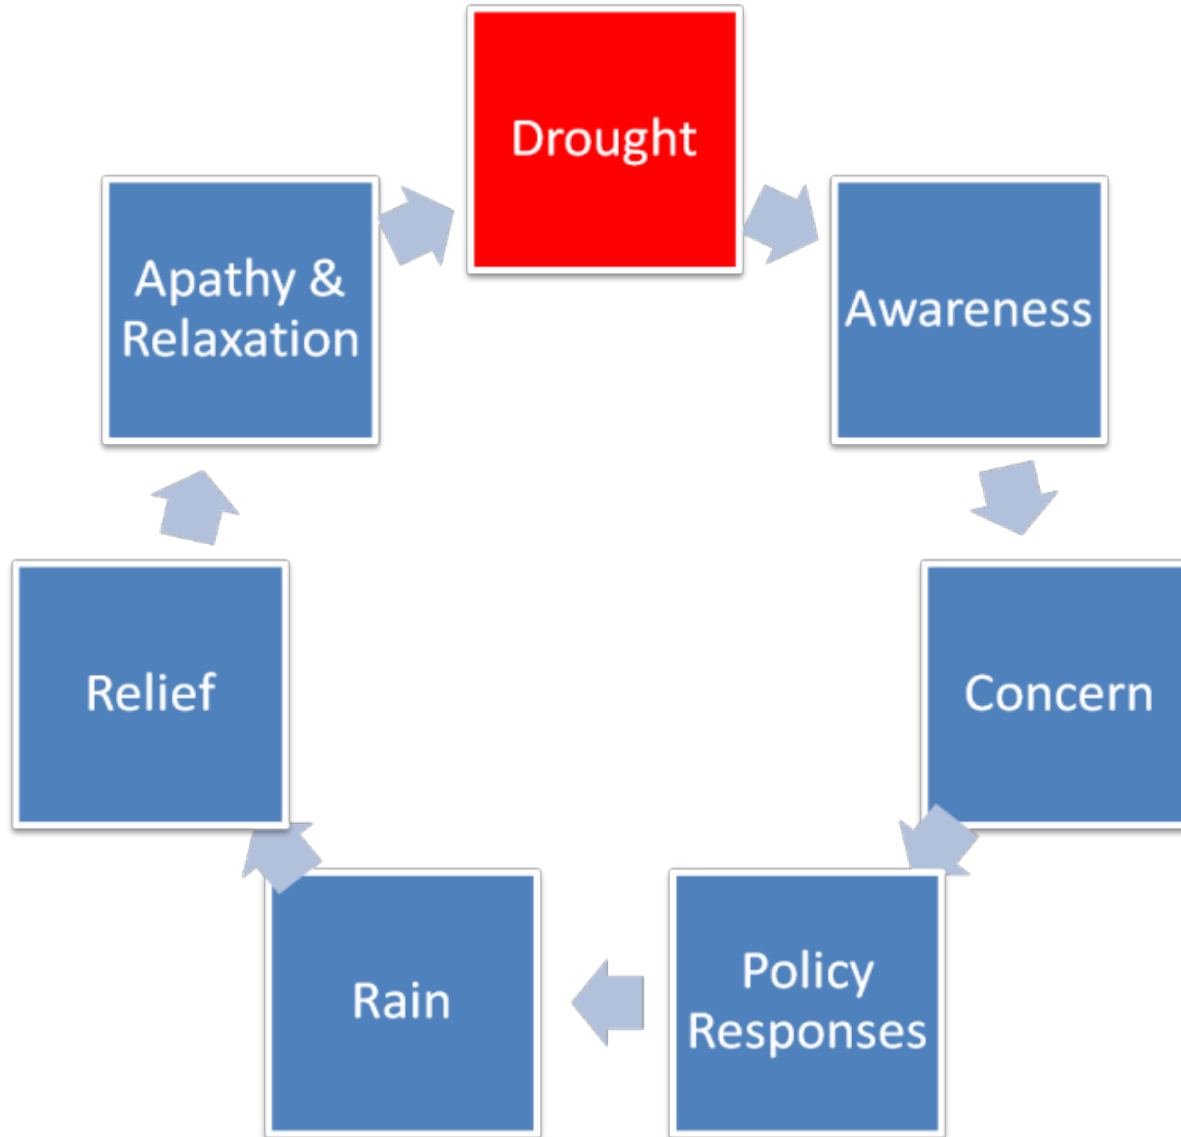 Drought
Awareness
Concern
Policy
Responses
Rain
Relief
Apathy &
Relaxation